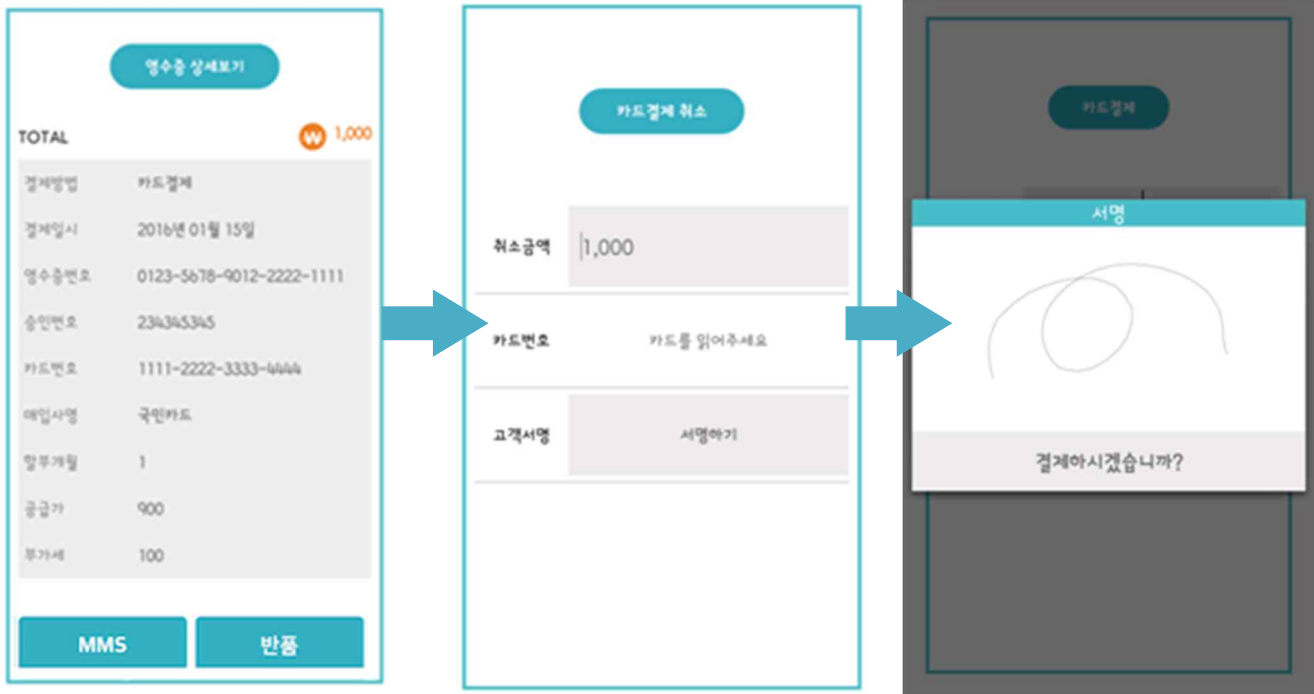 영수증 상세보기
TOTAL ₩ 1,000
결제방법 카드결제
결제일시 2016년 01월 15일
영수증번호 0123-5678-9012-2222-1111
승인번호 234345345
카드번호 1111-2222-3333-4444
매입사명 국민카드
할부개월 1
공급가 900
부가세 100
MMS 반품
카드결제 취소
취소금액 1,000
카드번호 카드를 읽어주세요
고객서명 서명하기
카드결제
서명
결제하시겠습니까?